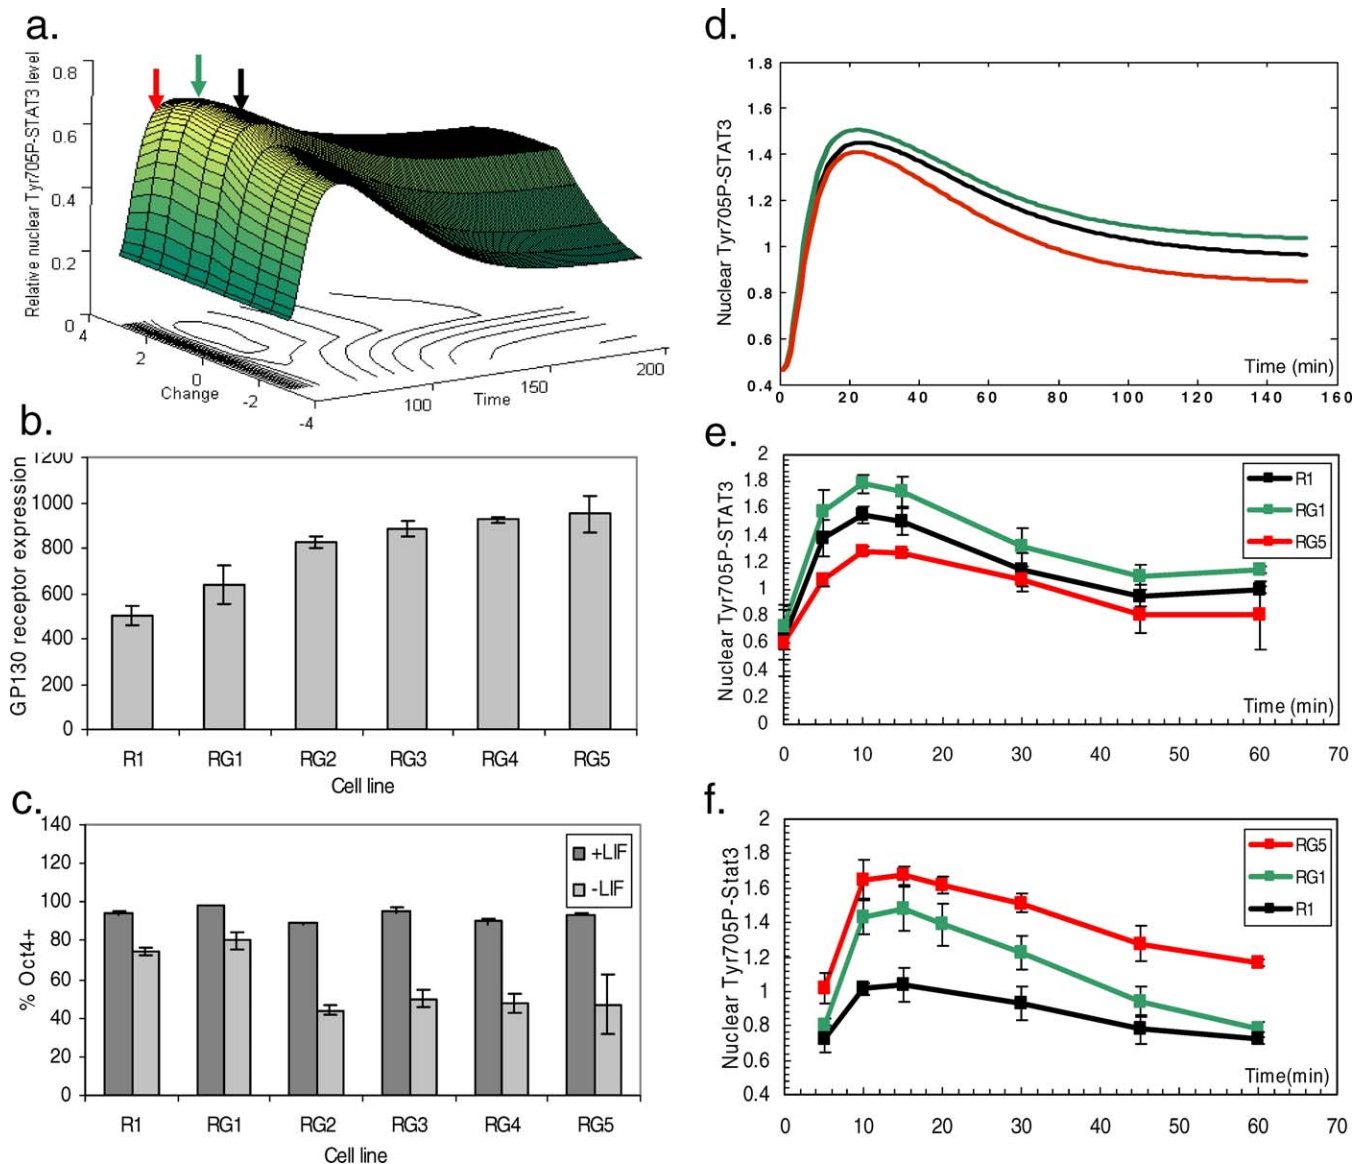 a.
Relative nuclear Tyr705P-STAT3 level
0.8
0.6
0.4
0.2
0
4
2
0
-2
-4
Change
100
150
200
Time
b.
GP130 receptor expression
1200
1000
800
600
400
200
0
R1 RG1 RG2 RG3 RG4 RG5
Cell line
c.
% Oct4+
140
120
100
80
60
40
20
0
+LIF
-LIF
R1 RG1 RG2 RG3 RG4 RG5
Cell line
d.
Nuclear Tyr705P-STAT3
1.8
1.6
1.4
1.2
1
0.8
0.6
0.4
Time (min)
0 20 40 60 80 100 120 140 160
e.
Nuclear Tyr705P-STAT3
2
1.8
1.6
1.4
1.2
1
0.8
0.6
0.4
0.2
0
R1
RG1
RG5
Time (min)
0 10 20 30 40 50 60 70
f.
Nuclear Tyr705P-Stat3
2
1.8
1.6
1.4
1.2
1
0.8
0.6
0.4
RG5
RG1
R1
Time(min)
0 10 20 30 40 50 60 70